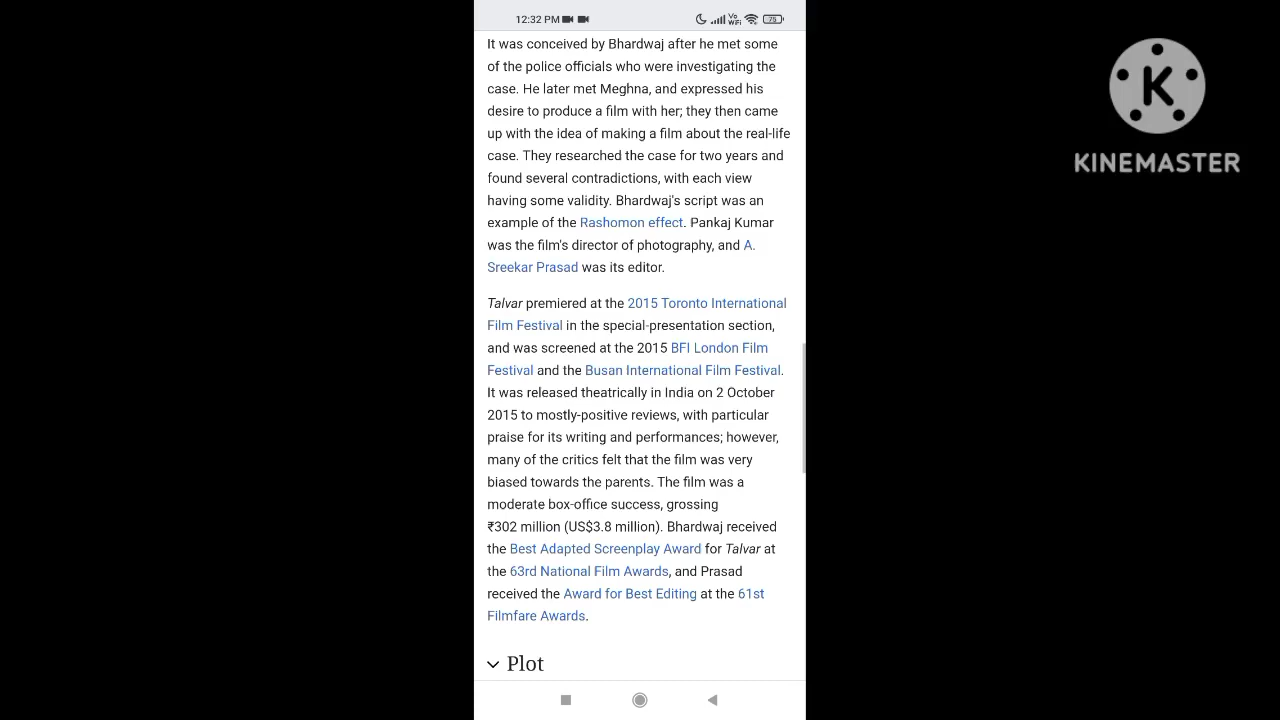 12:32 PM
Vo
WiFi
75
It was conceived by Bhardwaj after he met some
of the police officials who were investigating the
case. He later met Meghna, and expressed his
desire to produce a film with her; they then came
up with the idea of making a film about the real-life
case. They researched the case for two years and
found several contradictions, with each view
having some validity. Bhardwaj's script was an
example of the Rashomon effect. Pankaj Kumar
was the film's director of photography, and A.
Sreekar Prasad was its editor.
Talvar premiered at the 2015 Toronto International
Film Festival in the special-presentation section,
and was screened at the 2015 BFI London Film
Festival and the Busan International Film Festival.
It was released theatrically in India on 2 October
2015 to mostly-positive reviews, with particular
praise for its writing and performances; however,
many of the critics felt that the film was very
biased towards the parents. The film was a
moderate box-office success, grossing
₹302 million (US$3.8 million). Bhardwaj received
the Best Adapted Screenplay Award for Talvar at
the 63rd National Film Awards, and Prasad
received the Award for Best Editing at the 61st
Filmfare Awards.
Plot
K
KINEMASTER